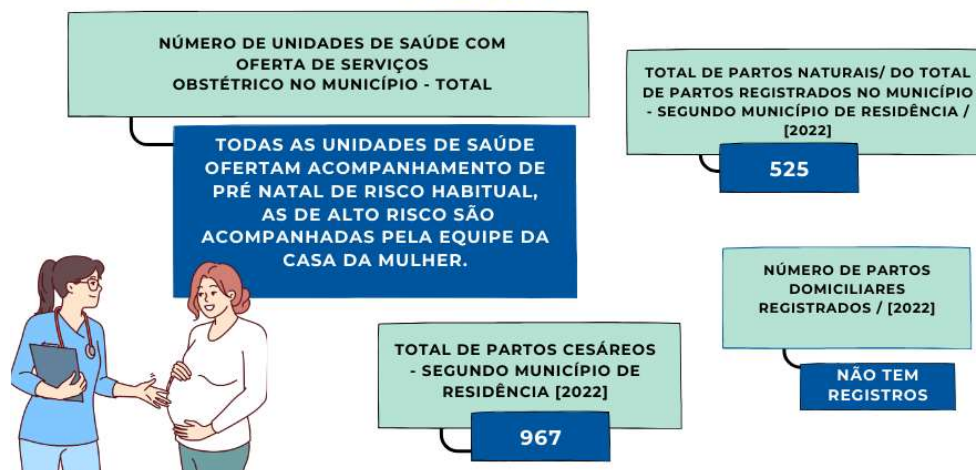 NÚMERO DE UNIDADES DE SAÚDE COM
OFERTA DE SERVIÇOS
OBSTÉTRICO NO MUNICÍPIO - TOTAL
TODAS AS UNIDADES DE SAÚDE
OFERTAM ACOMPANHAMENTO DE
PRÉ NATAL DE RISCO HABITUAL,
AS DE ALTO RISCO SÃO
ACOMPANHADAS PELA EQUIPE DA
CASA DA MULHER.
TOTAL DE PARTOS NATURAIS/ DO TOTAL
DE PARTOS REGISTRADOS NO MUNICÍPIO
- SEGUNDO MUNICÍPIO DE RESIDÊNCIA /
[2022]
525
NÚMERO DE PARTOS
DOMICILIARES
REGISTRADOS / [2022]
NÃO TEM
REGISTROS
TOTAL DE PARTOS CESÁREOS
- SEGUNDO MUNICÍPIO DE
RESIDÊNCIA [2022]
967